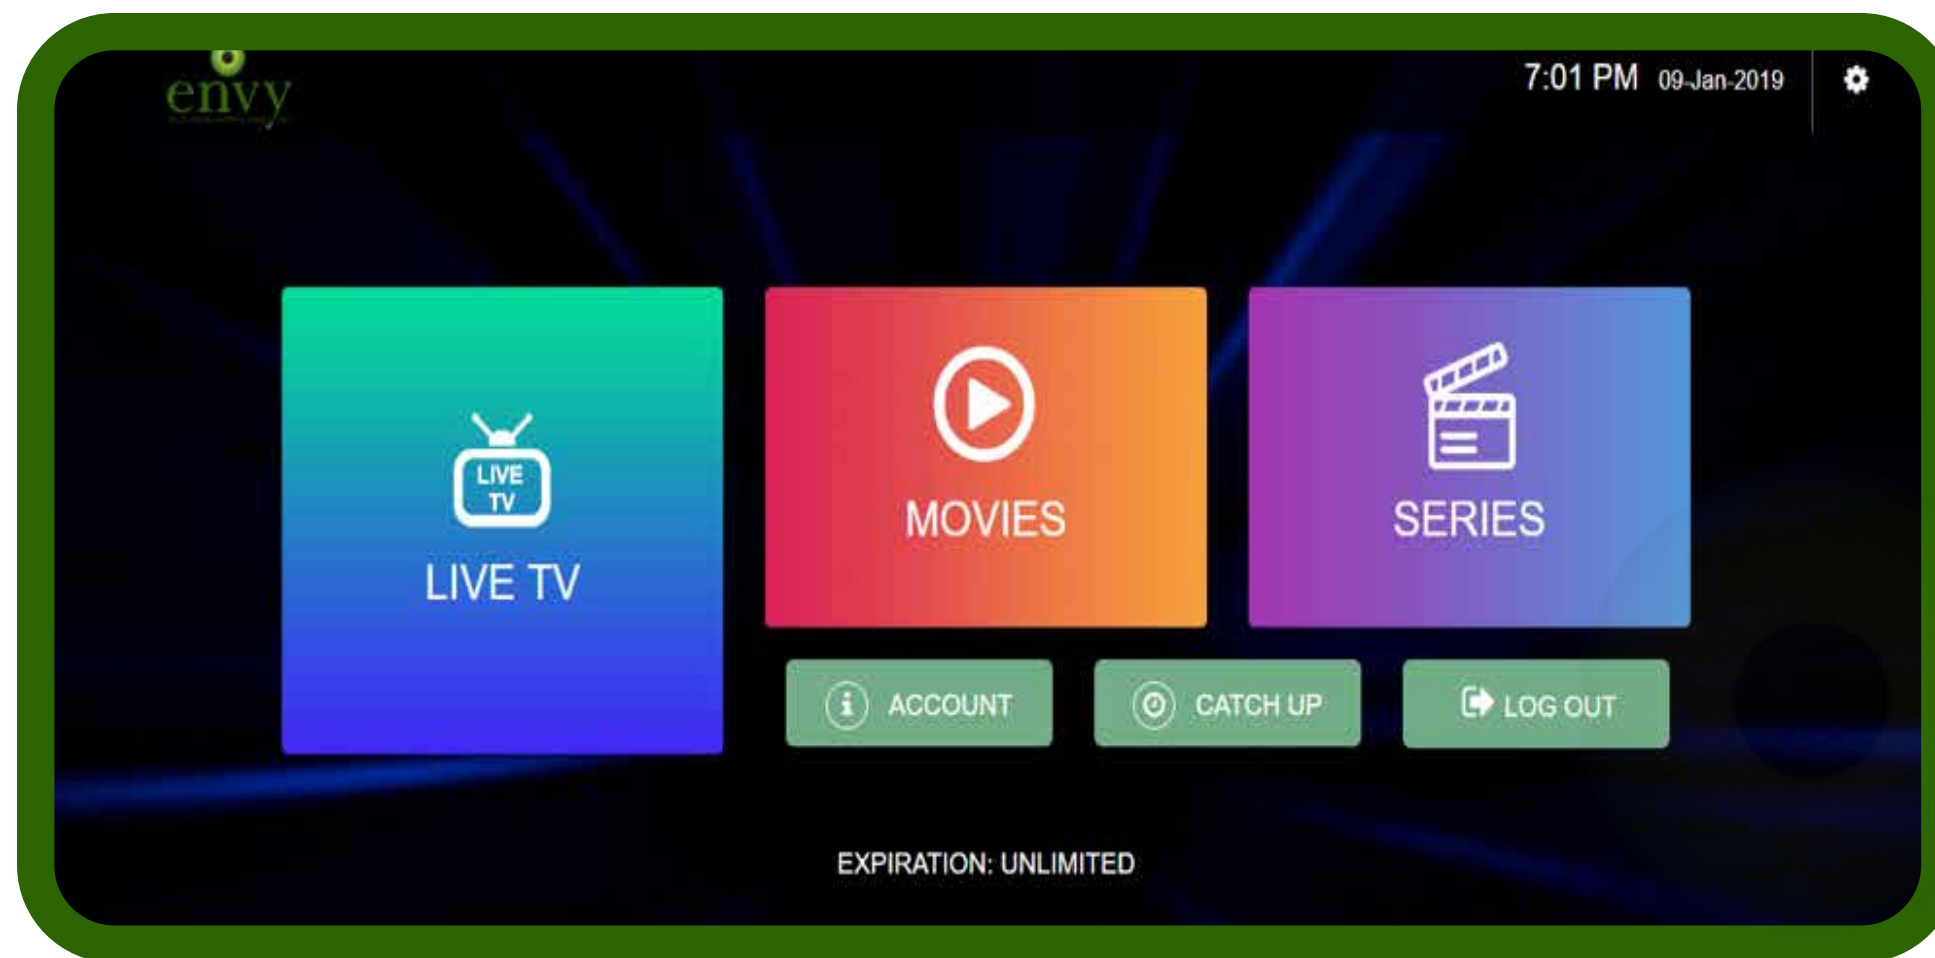 envy
7:01 PM 09-Jan-2019
LIVE
TV
LIVE TV
MOVIES
SERIES
i ACCOUNT
CATCH UP
LOG OUT
EXPIRATION: UNLIMITED